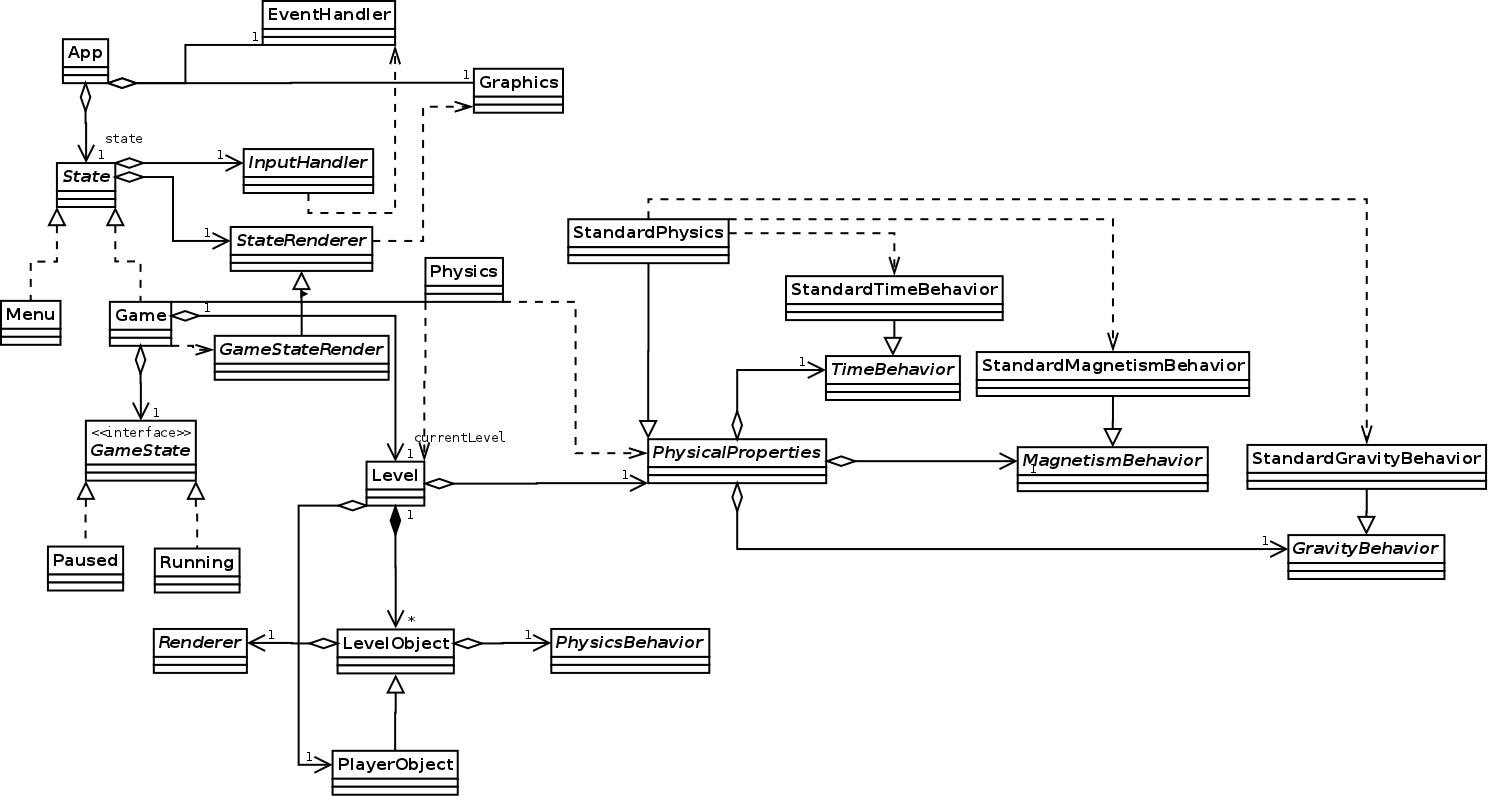 EventHandler
1
App
1
Graphics
state
1
1
InputHandler
State
StandardPhysics
1
StateRenderer
Physics
StandardTimeBehavior
Menu
Game
1
GameStateRender
1
TimeBehavior
StandardMagnetismBehavior
1
<<interface>>
GameState
currentLevel
1
PhysicalProperties
MagnetismBehavior
1
StandardGravityBehavior
Level
1
1
1
GravityBehavior
Paused
Running
*
Renderer
1
LevelObject
1
PhysicsBehavior
1
PlayerObject